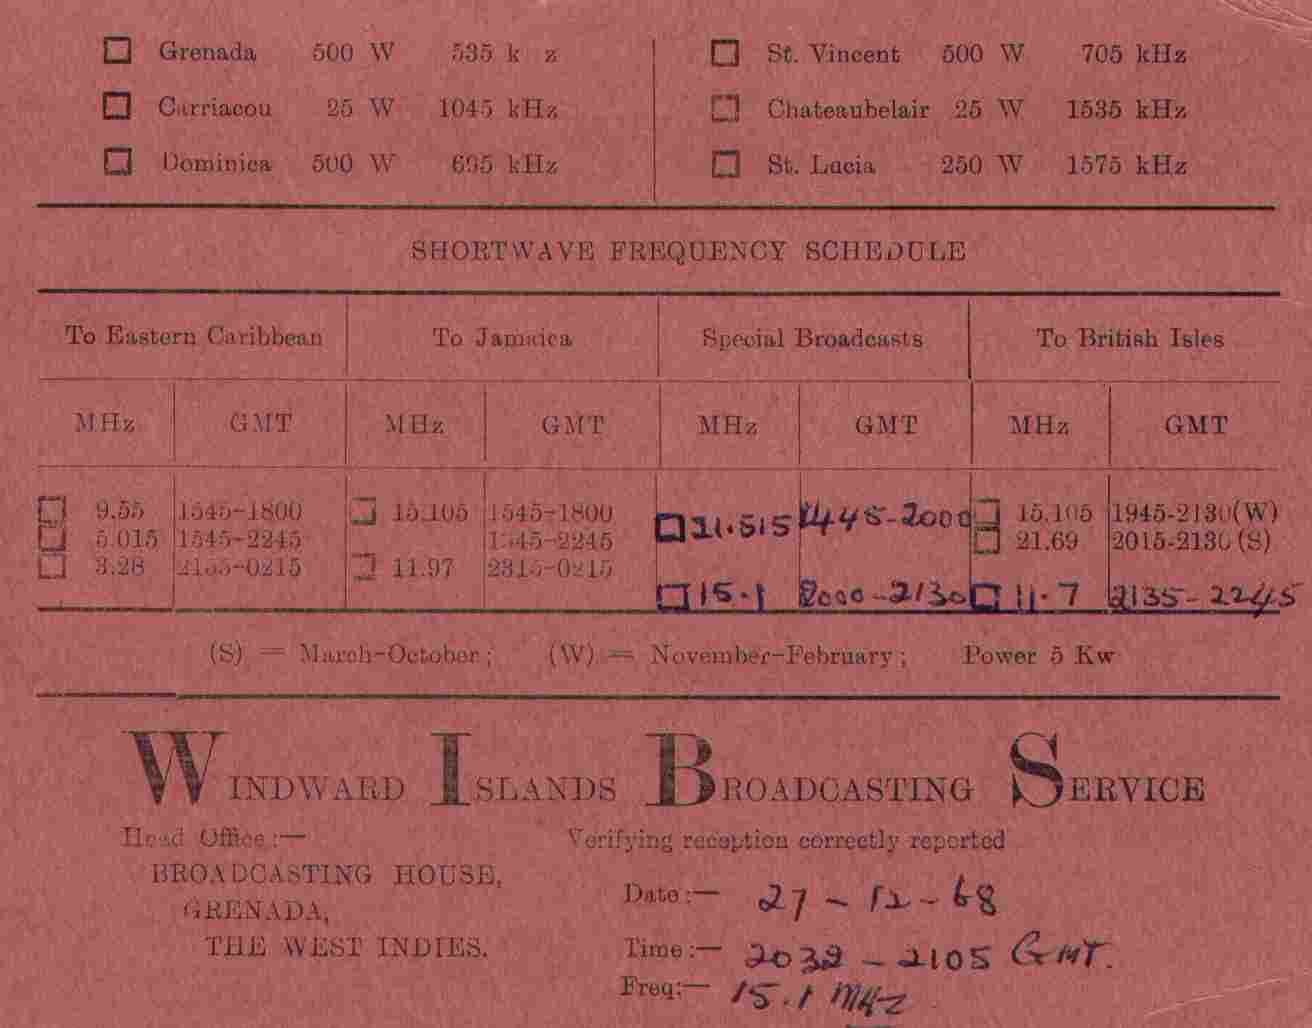 Grenada 500 W 535 k z St. Vincent 500 W 705 kHz
Carriacou 25 W 1045 kHz Chateaubelair 25 W 1535 kHz
Dominica 500 W 695 kHz St. Lucia 250 W 1575 kHz
SHORTWAVE FREQUENCY SCHEDULE
To Eastern Caribbean To Jamaica Special Broadcasts To British Isles
MHz GMT MHz GMT MHz GMT MHz GMT
9.55 1545-1800 15.105 1545-1800 21.515 1445-2000 15.105 1945-2130(W)
5.015 1545-2245 1545-2245 21.69 2015-2130 (S)
3.28 11.97 2315-0215
15.1 2000-2130 11.7 2135-2245
(S) = March-October; (W) = November-February; Power 5 Kw
WINDWARD ISLANDS BROADCASTING SERVICE
Head Office:— Verifying reception correctly reported
BROADCASTING HOUSE,
GRENADA,
THE WEST INDIES.
Date:— 27-12-68
Time:— 2032-2105 GMT.
Freq:— 15.1 MHz